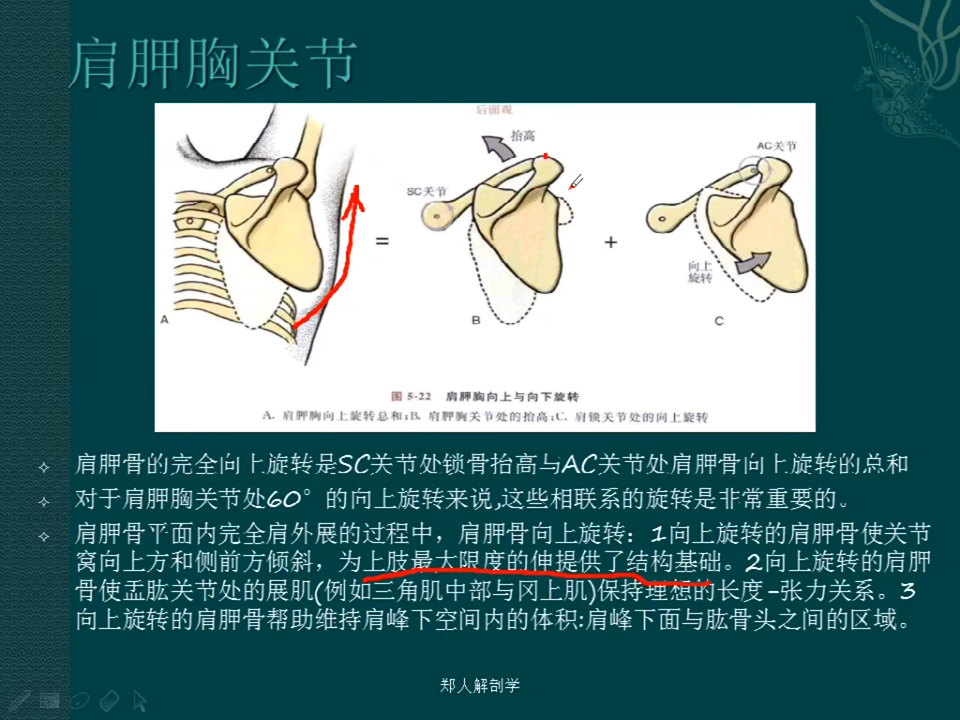 肩胛胸关节
后面观
抬高
AC关节
SC关节
=
+
向上
旋转
A
B
C
图 5-22 肩胛胸向上与向下旋转
A. 肩胛胸向上旋转总和;B. 肩胛胸关节处的抬高;C. 肩锁关节处的向上旋转
肩胛骨的完全向上旋转是SC关节处锁骨抬高与AC关节处肩胛骨向上旋转的总和
对于肩胛胸关节处60°的向上旋转来说,这些相联系的旋转是非常重要的。
肩胛骨平面内完全肩外展的过程中，肩胛骨向上旋转：1向上旋转的肩胛骨使关节
窝向上方和侧前方倾斜，为上肢最大限度的伸提供了结构基础。2向上旋转的肩胛
骨使盂肱关节处的展肌(例如三角肌中部与冈上肌)保持理想的长度-张力关系。3
向上旋转的肩胛骨帮助维持肩峰下空间内的体积:肩峰下面与肱骨头之间的区域。
郑人解剖学